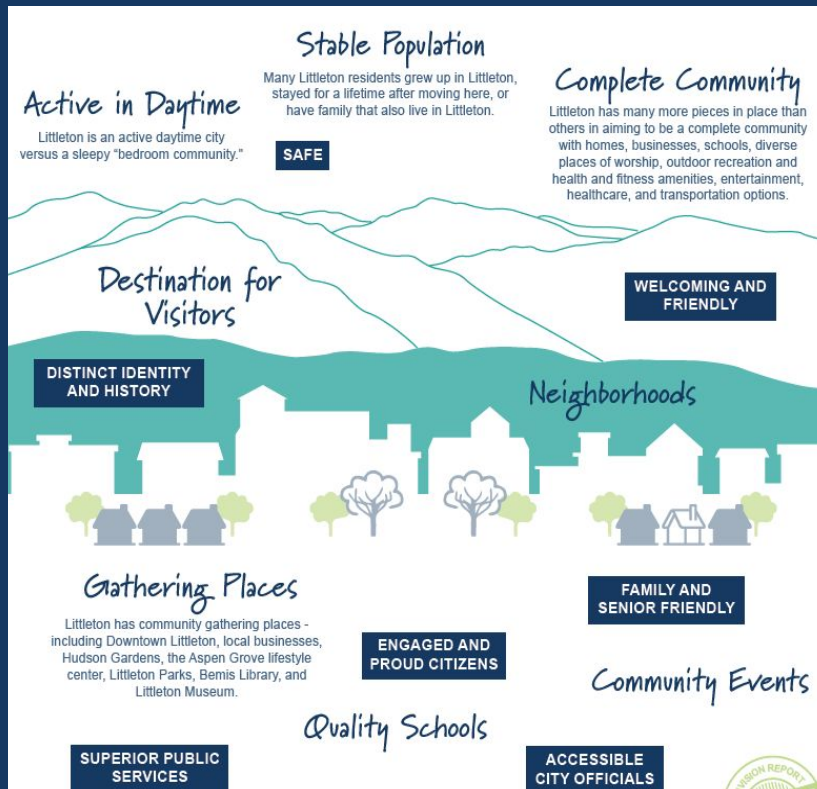 Stable Population
Many Littleton residents grew up in Littleton,
stayed for a lifetime after moving here, or
have family that also live in Littleton.
Active in Daytime
Littleton is an active daytime city
versus a sleepy "bedroom community."
SAFE
Complete Community
Littleton has many more pieces in place than
others in aiming to be a complete community
with homes, businesses, schools, diverse
places of worship, outdoor recreation and
health and fitness amenities, entertainment,
healthcare, and transportation options.
Destination for
Visitors
WELCOMING AND
FRIENDLY
DISTINCT IDENTITY
AND HISTORY
Neighborhoods
Gathering Places
Littleton has community gathering places -
including Downtown Littleton, local businesses,
Hudson Gardens, the Aspen Grove lifestyle
center, Littleton Parks, Bemis Library, and
Littleton Museum.
FAMILY AND
SENIOR FRIENDLY
ENGAGED AND
PROUD CITIZENS
Community Events
Quality Schools
SUPERIOR PUBLIC
SERVICES
ACCESSIBLE
CITY OFFICIALS
VISION REPORT